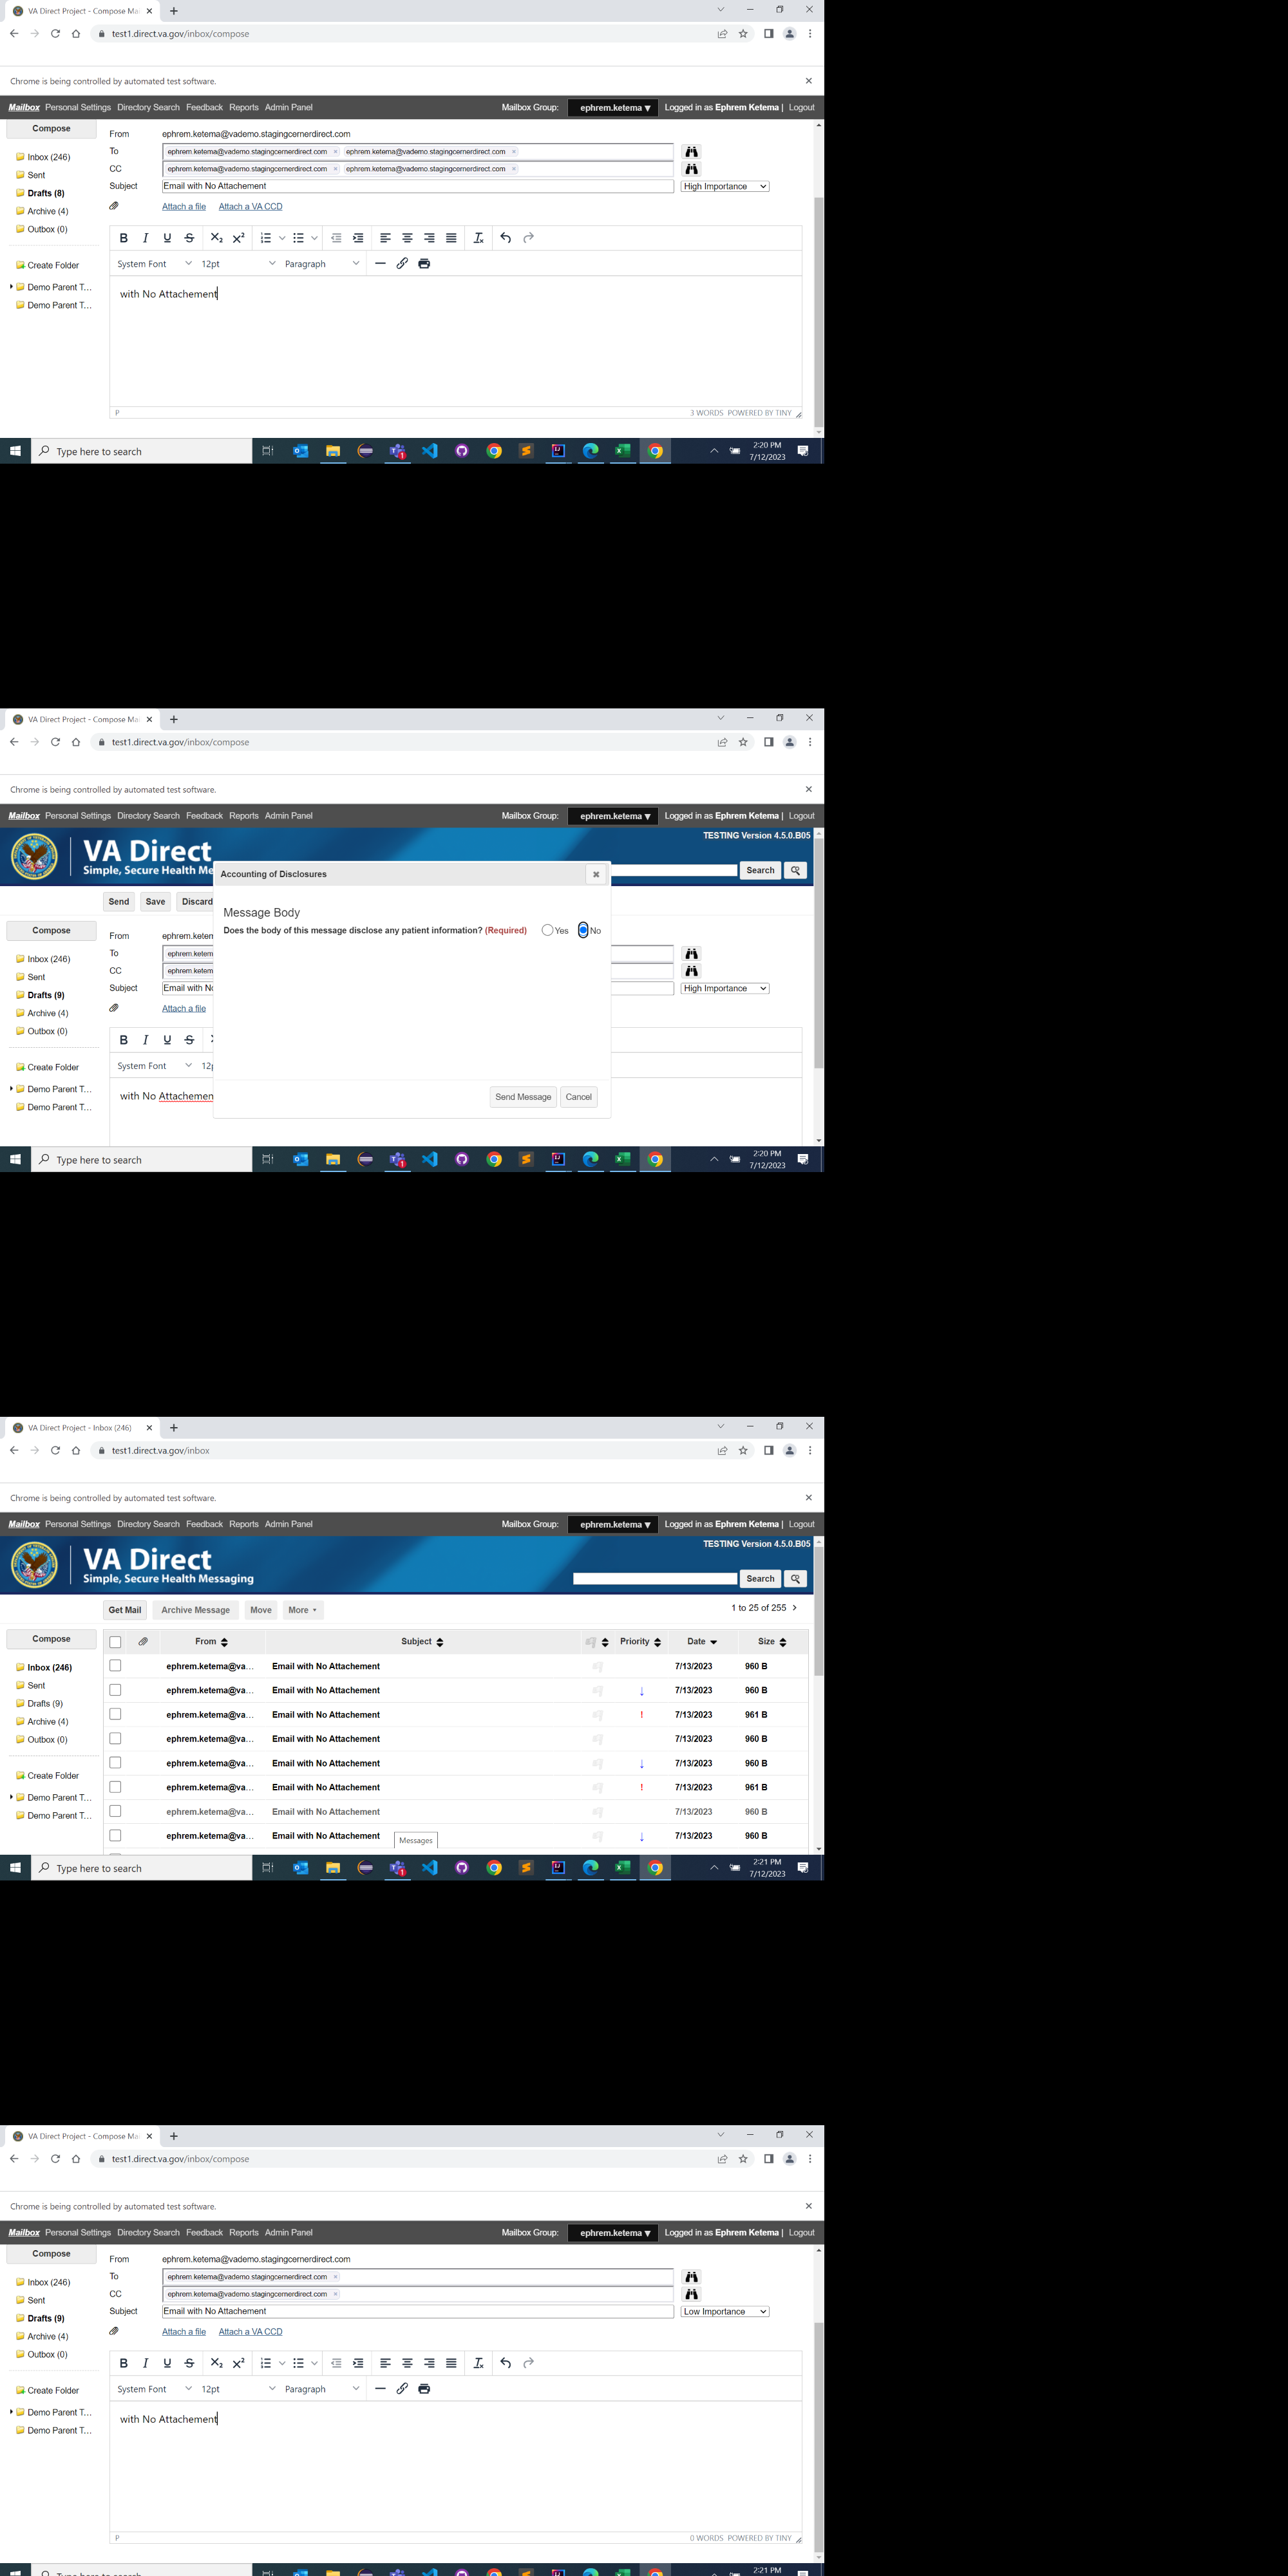 VA Direct Project - Compose Ma
test1.direct.va.gov/inbox/compose
Chrome is being controlled by automated test software.
Mailbox Personal Settings Directory Search Feedback Reports Admin Panel Mailbox Group: ephrem.ketema ▼ Logged in as Ephrem Ketema | Logout
Compose
From ephrem.ketema@vademo.stagingcernerdirect.com
Inbox (246)
To ephrem.ketema@vademo.stagingcernerdirect.com × ephrem.ketema@vademo.stagingcernerdirect.com ×
Sent
CC ephrem.ketema@vademo.stagingcernerdirect.com × ephrem.ketema@vademo.stagingcernerdirect.com ×
Drafts (8)
Subject Email with No Attachement High Importance
Archive (4)
Attach a file Attach a VA CCD
Outbox (0)
B I U S X₂ X²
Create Folder
System Font 12pt Paragraph
Demo Parent T...
with No Attachement
Demo Parent T...
P 3 WORDS POWERED BY TINY
Type here to search
2:20 PM
7/12/2023
VA Direct Project - Compose Ma
test1.direct.va.gov/inbox/compose
Chrome is being controlled by automated test software.
Mailbox Personal Settings Directory Search Feedback Reports Admin Panel Mailbox Group: ephrem.ketema ▼ Logged in as Ephrem Ketema | Logout
TESTING Version 4.5.0.B05
VA Direct
Simple, Secure Health Me
Search
Accounting of Disclosures
Send Save Discard
Message Body
Does the body of this message disclose any patient information? (Required) Yes No
Compose
From ephrem.keter
Inbox (246)
To ephrem.ketem
Sent
CC ephrem.ketem
Drafts (9)
Subject Email with No High Importance
Archive (4)
Attach a file
Outbox (0)
B I U S
Create Folder
System Font 12p
Demo Parent T...
with No Attachemen
Send Message Cancel
Demo Parent T...
Type here to search
2:20 PM
7/12/2023
VA Direct Project - Inbox (246)
test1.direct.va.gov/inbox
Chrome is being controlled by automated test software.
Mailbox Personal Settings Directory Search Feedback Reports Admin Panel Mailbox Group: ephrem.ketema ▼ Logged in as Ephrem Ketema | Logout
TESTING Version 4.5.0.B05
VA Direct
Simple, Secure Health Messaging
Search
Get Mail Archive Message Move More 1 to 25 of 255 >
Compose
From Subject Priority Date Size
Inbox (246)
Sent
Drafts (9)
Archive (4)
Outbox (0)
Create Folder
Demo Parent T...
Demo Parent T...
ephrem.ketema@va... Email with No Attachement 7/13/2023 960 B
ephrem.ketema@va... Email with No Attachement ↓ 7/13/2023 960 B
ephrem.ketema@va... Email with No Attachement ! 7/13/2023 961 B
ephrem.ketema@va... Email with No Attachement 7/13/2023 960 B
ephrem.ketema@va... Email with No Attachement ↓ 7/13/2023 960 B
ephrem.ketema@va... Email with No Attachement ! 7/13/2023 961 B
ephrem.ketema@va... Email with No Attachement 7/13/2023 960 B
ephrem.ketema@va... Email with No Attachement ↓ 7/13/2023 960 B
Messages
Type here to search
2:21 PM
7/12/2023
VA Direct Project - Compose Ma
test1.direct.va.gov/inbox/compose
Chrome is being controlled by automated test software.
Mailbox Personal Settings Directory Search Feedback Reports Admin Panel Mailbox Group: ephrem.ketema ▼ Logged in as Ephrem Ketema | Logout
Compose
From ephrem.ketema@vademo.stagingcernerdirect.com
Inbox (246)
To ephrem.ketema@vademo.stagingcernerdirect.com ×
Sent
CC ephrem.ketema@vademo.stagingcernerdirect.com ×
Drafts (9)
Subject Email with No Attachement Low Importance
Archive (4)
Attach a file Attach a VA CCD
Outbox (0)
B I U S X₂ X²
Create Folder
System Font 12pt Paragraph
Demo Parent T...
with No Attachement
Demo Parent T...
P 0 WORDS POWERED BY TINY
Type here to search
2:21 PM